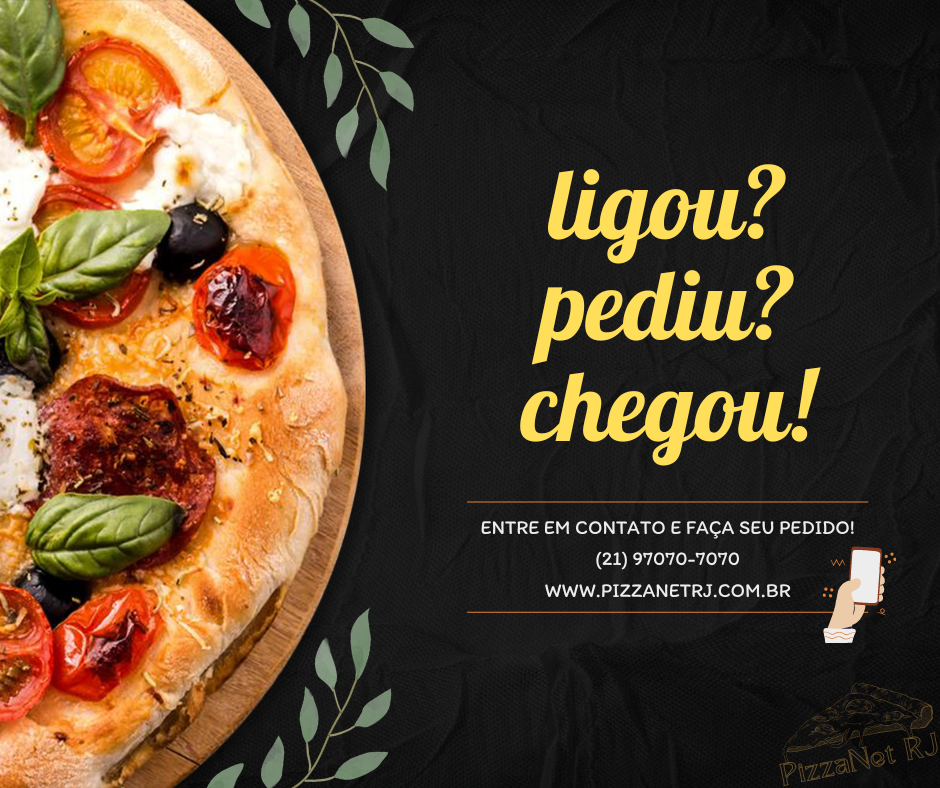 ligou?
pediu?
chegou!
ENTRE EM CONTATO E FAÇA SEU PEDIDO!
(21) 97070-7070
WWW.PIZZANETRJ.COM.BR
PizzaNet RJ